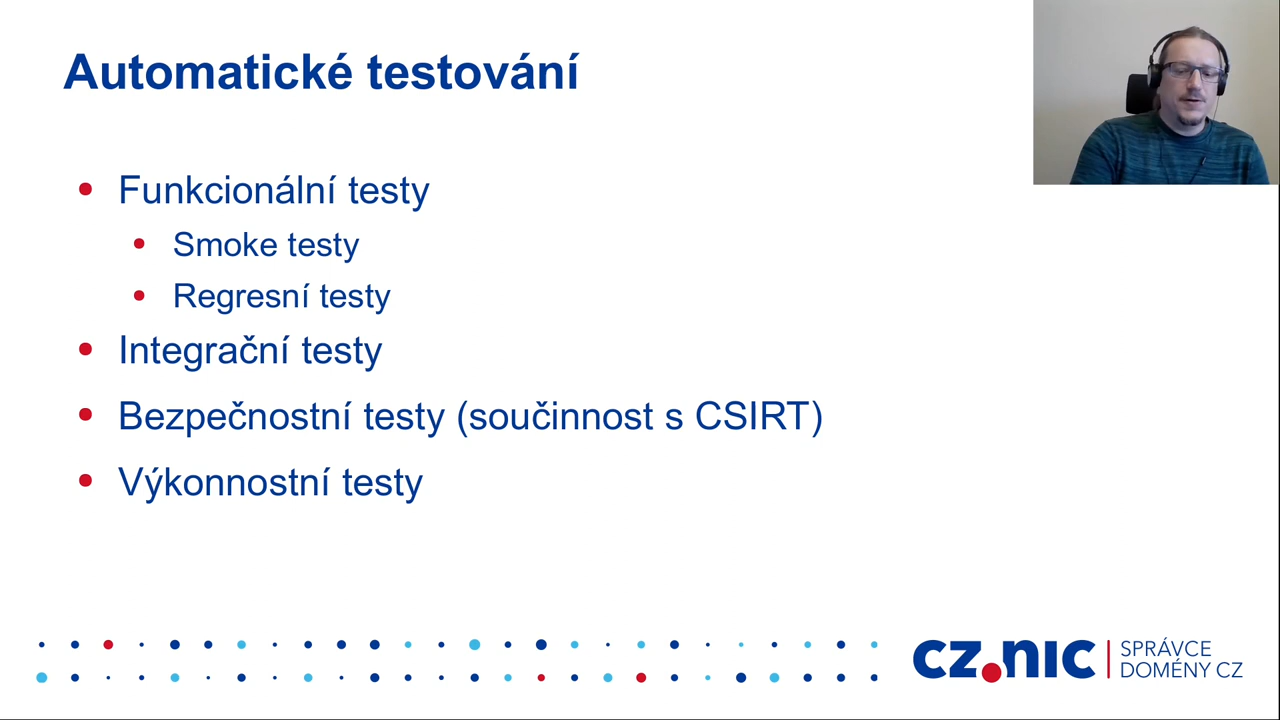 Automatické testování
Funkcionální testy
Smoke testy
Regresní testy
Integrační testy
Bezpečnostní testy (součinnost s CSIRT)
Výkonnostní testy
CZ.NIC
SPRÁVCE
DOMÉNY CZ